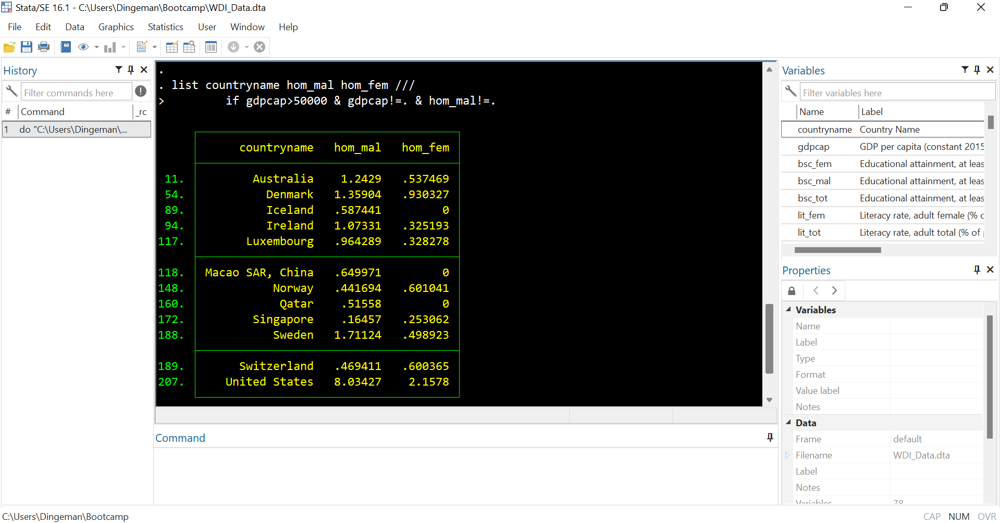 Stata/SE 16.1 - C:\Users\Dingeman\Bootcamp\WDI_Data.dta
File Edit Data Graphics Statistics User Window Help
History
Filter commands here
# Command _rc
1 do "C:\Users\Dingeman\...
.
. list countryname hom_mal hom_fem ///
> if gdpcap>50000 & gdpcap!=. & hom_mal!=.
countryname hom_mal hom_fem
11. Australia 1.2429 .537469
54. Denmark 1.35904 .930327
89. Iceland .587441 0
94. Ireland 1.07331 .325193
117. Luxembourg .964289 .328278
118. Macao SAR, China .649971 0
148. Norway .441694 .601041
160. Qatar .51558 0
172. Singapore .16457 .253062
188. Sweden 1.71124 .498923
189. Switzerland .469411 .600365
207. United States 8.03427 2.1578
Command
Variables
Filter variables here
Name Label
countryname Country Name
gdpcap GDP per capita (constant 2015
bsc_fem Educational attainment, at leas
bsc_mal Educational attainment, at leas
bsc_tot Educational attainment, at leas
lit_fem Literacy rate, adult female (%
lit_tot Literacy rate, adult total (% of
Properties
Variables
Name
Label
Type
Format
Value label
Notes
Data
Frame default
Filename WDI_Data.dta
Label
Notes
Variables 78
C:\Users\Dingeman\Bootcamp
CAP NUM OVR